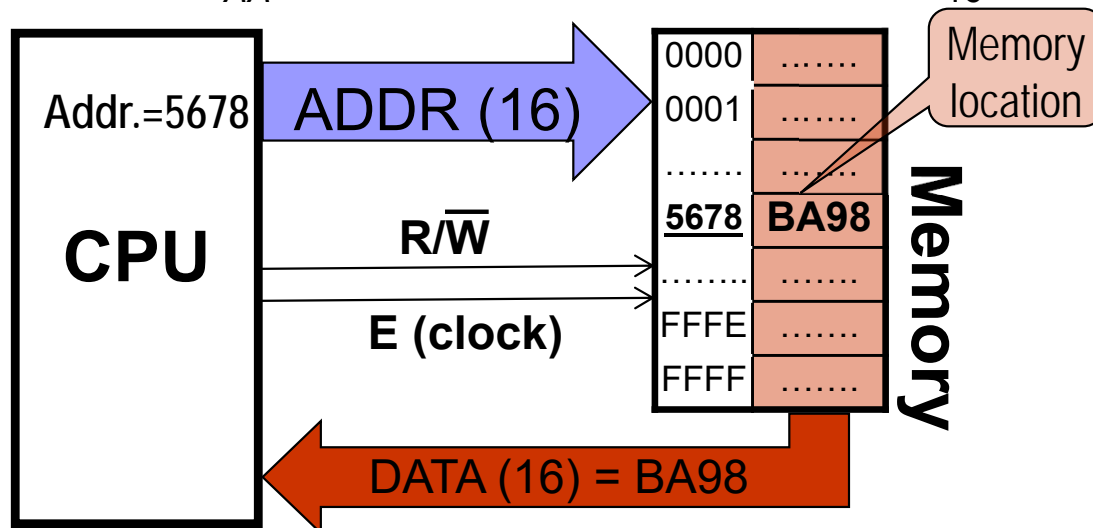 Memory
location
Addr.=5678
ADDR (16)
0000 …….
0001 …….
……. …….
5678 BA98
CPU
R/W̅
…….. …….
E (clock)
FFFE …….
FFFF …….
Memory
DATA (16) = BA98